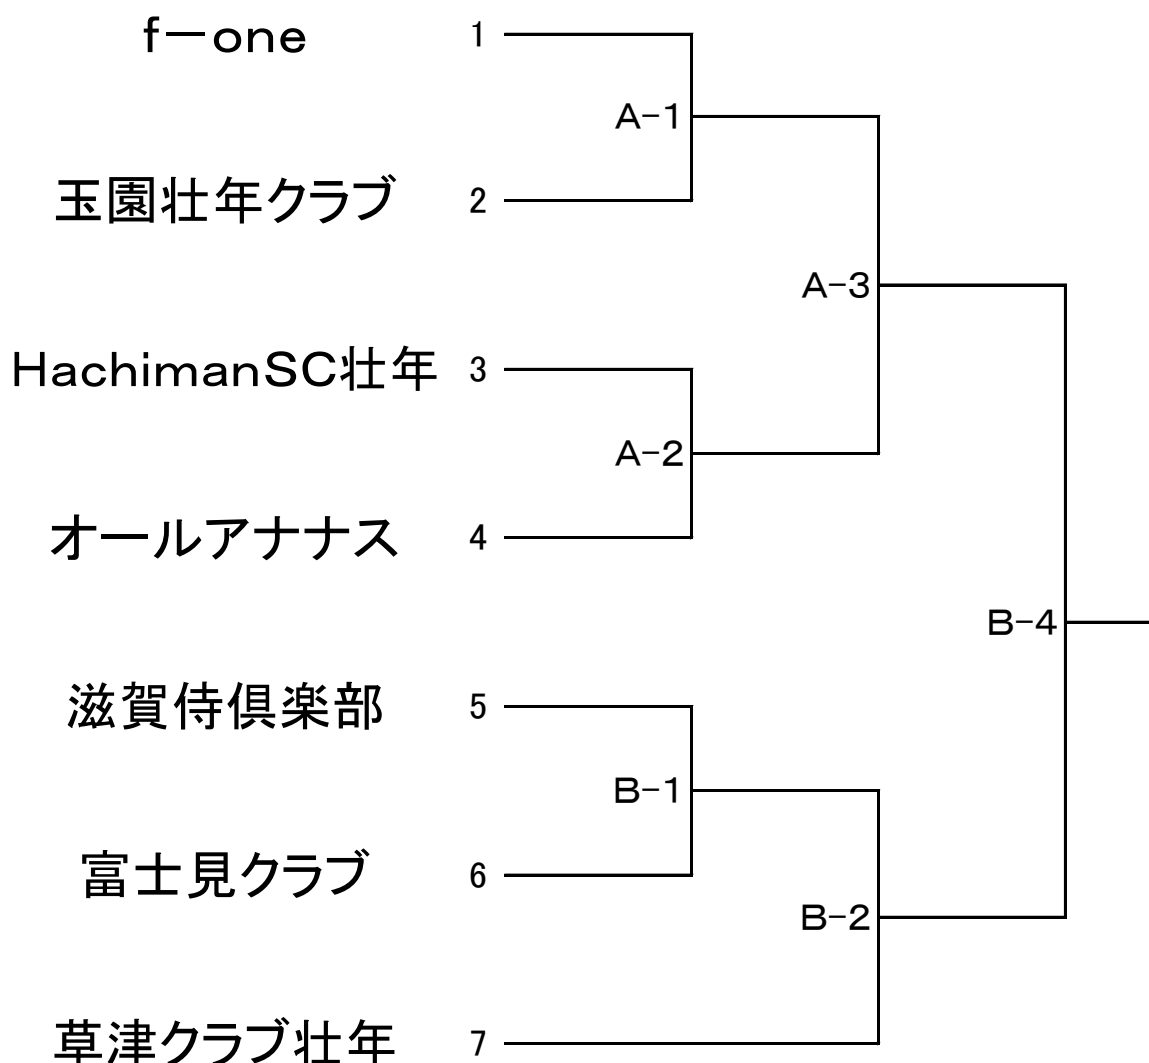 f－one 1
A-1
玉園壮年クラブ 2
A-3
HachimanSC壮年 3
A-2
オールアナナス 4
B-4
滋賀侍倶楽部 5
B-1
富士見クラブ 6
B-2
草津クラブ壮年 7